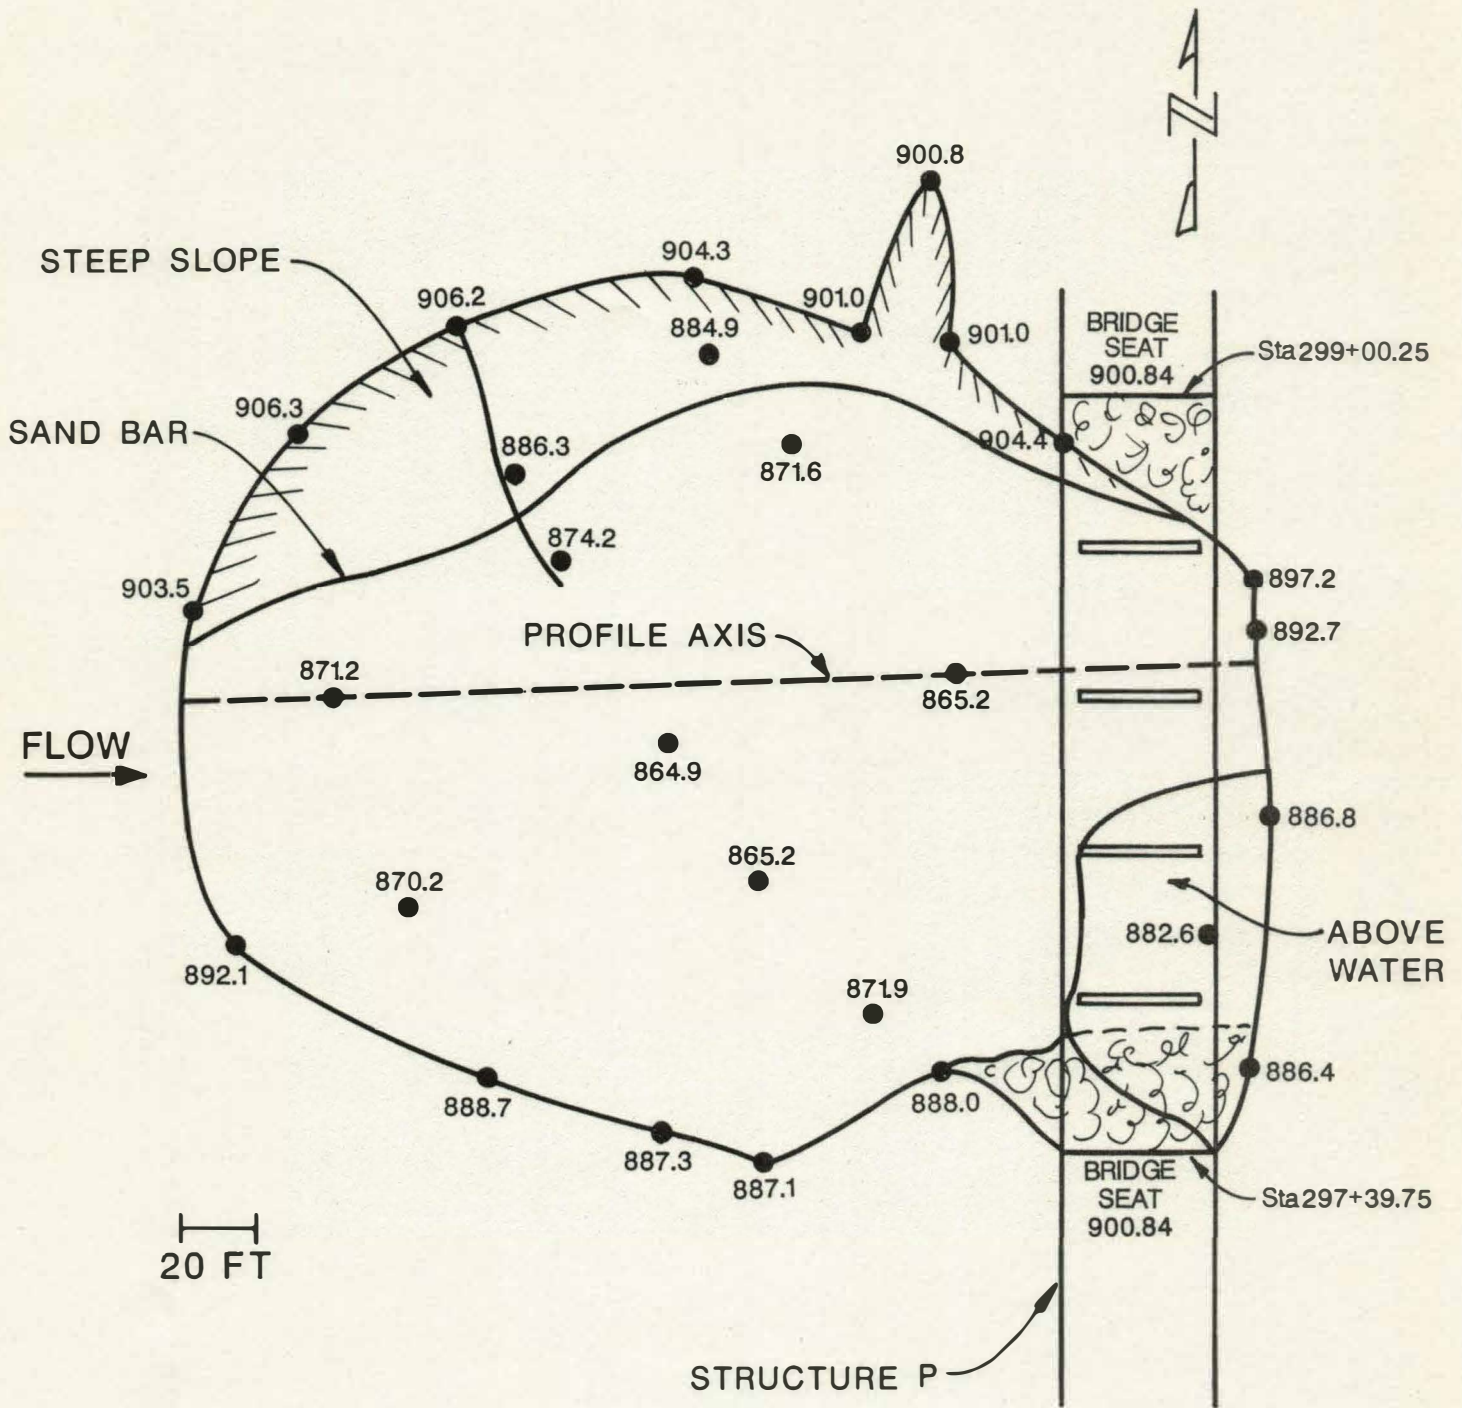 N
900.8
STEEP SLOPE
904.3
906.2
901.0
884.9
901.0
BRIDGE
SEAT
900.84
Sta 299+00.25
906.3
SAND BAR
886.3
904.4
871.6
874.2
903.5
897.2
892.7
PROFILE AXIS
871.2
865.2
FLOW
864.9
886.8
865.2
870.2
882.6
ABOVE
WATER
892.1
871.9
888.7
888.0
886.4
887.3
887.1
BRIDGE
SEAT
900.84
Sta 297+39.75
20 FT
STRUCTURE P